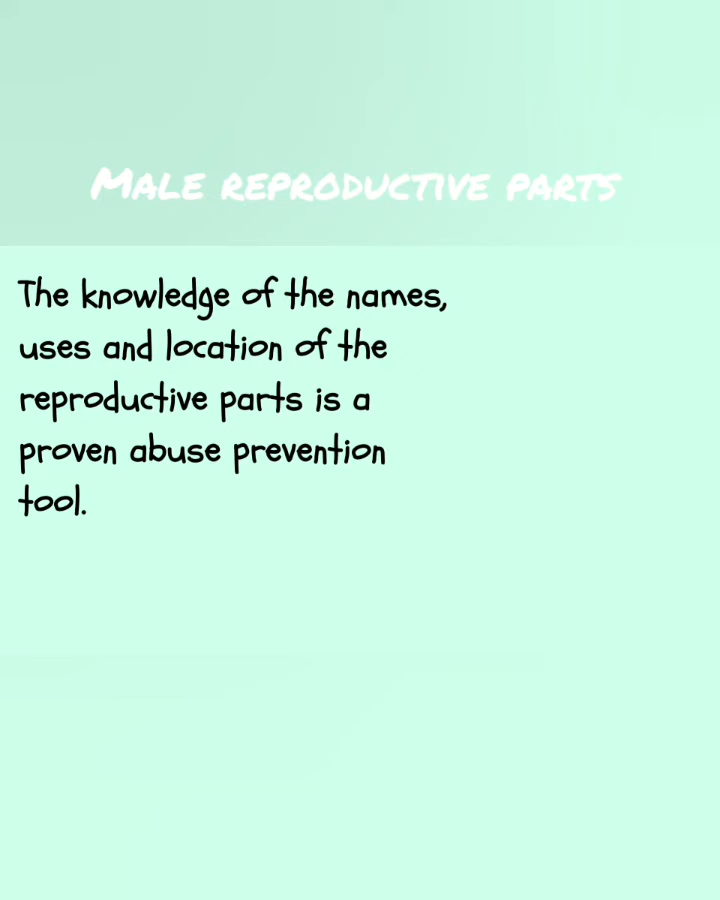 Male reproductive parts
The knowledge of the names,
uses and location of the
reproductive parts is a
proven abuse prevention
tool.